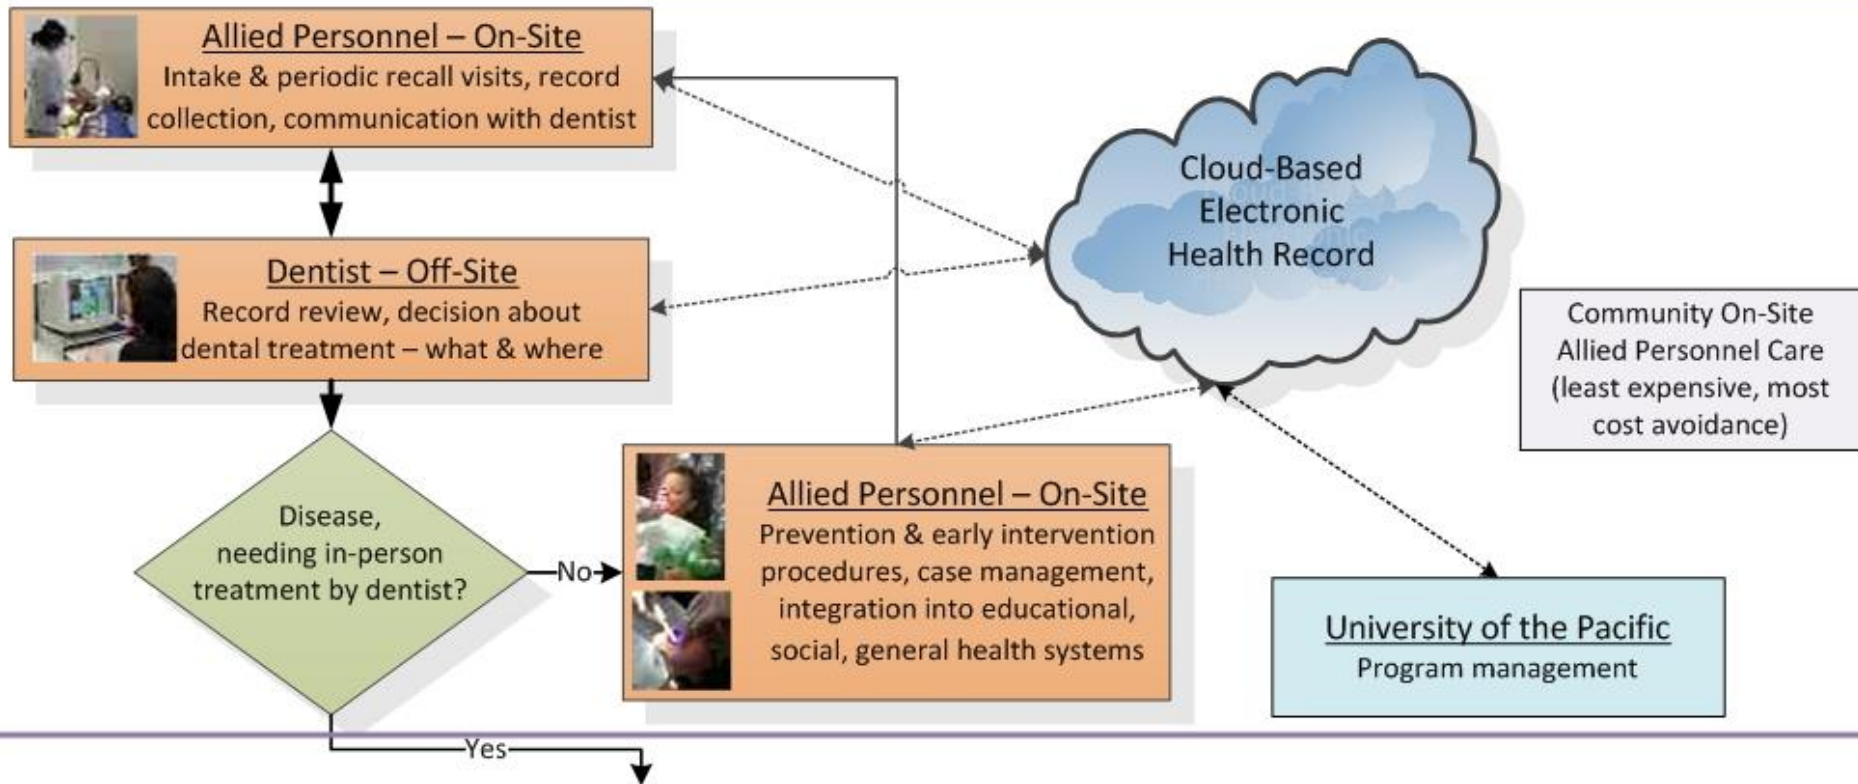 Allied Personnel – On-Site
Intake & periodic recall visits, record
collection, communication with dentist
Cloud-Based
Electronic
Health Record
Dentist – Off-Site
Record review, decision about
dental treatment – what & where
Community On-Site
Allied Personnel Care
(least expensive, most
cost avoidance)
Disease,
needing in-person
treatment by dentist?
No
Allied Personnel – On-Site
Prevention & early intervention
procedures, case management,
integration into educational,
social, general health systems
University of the Pacific
Program management
Yes